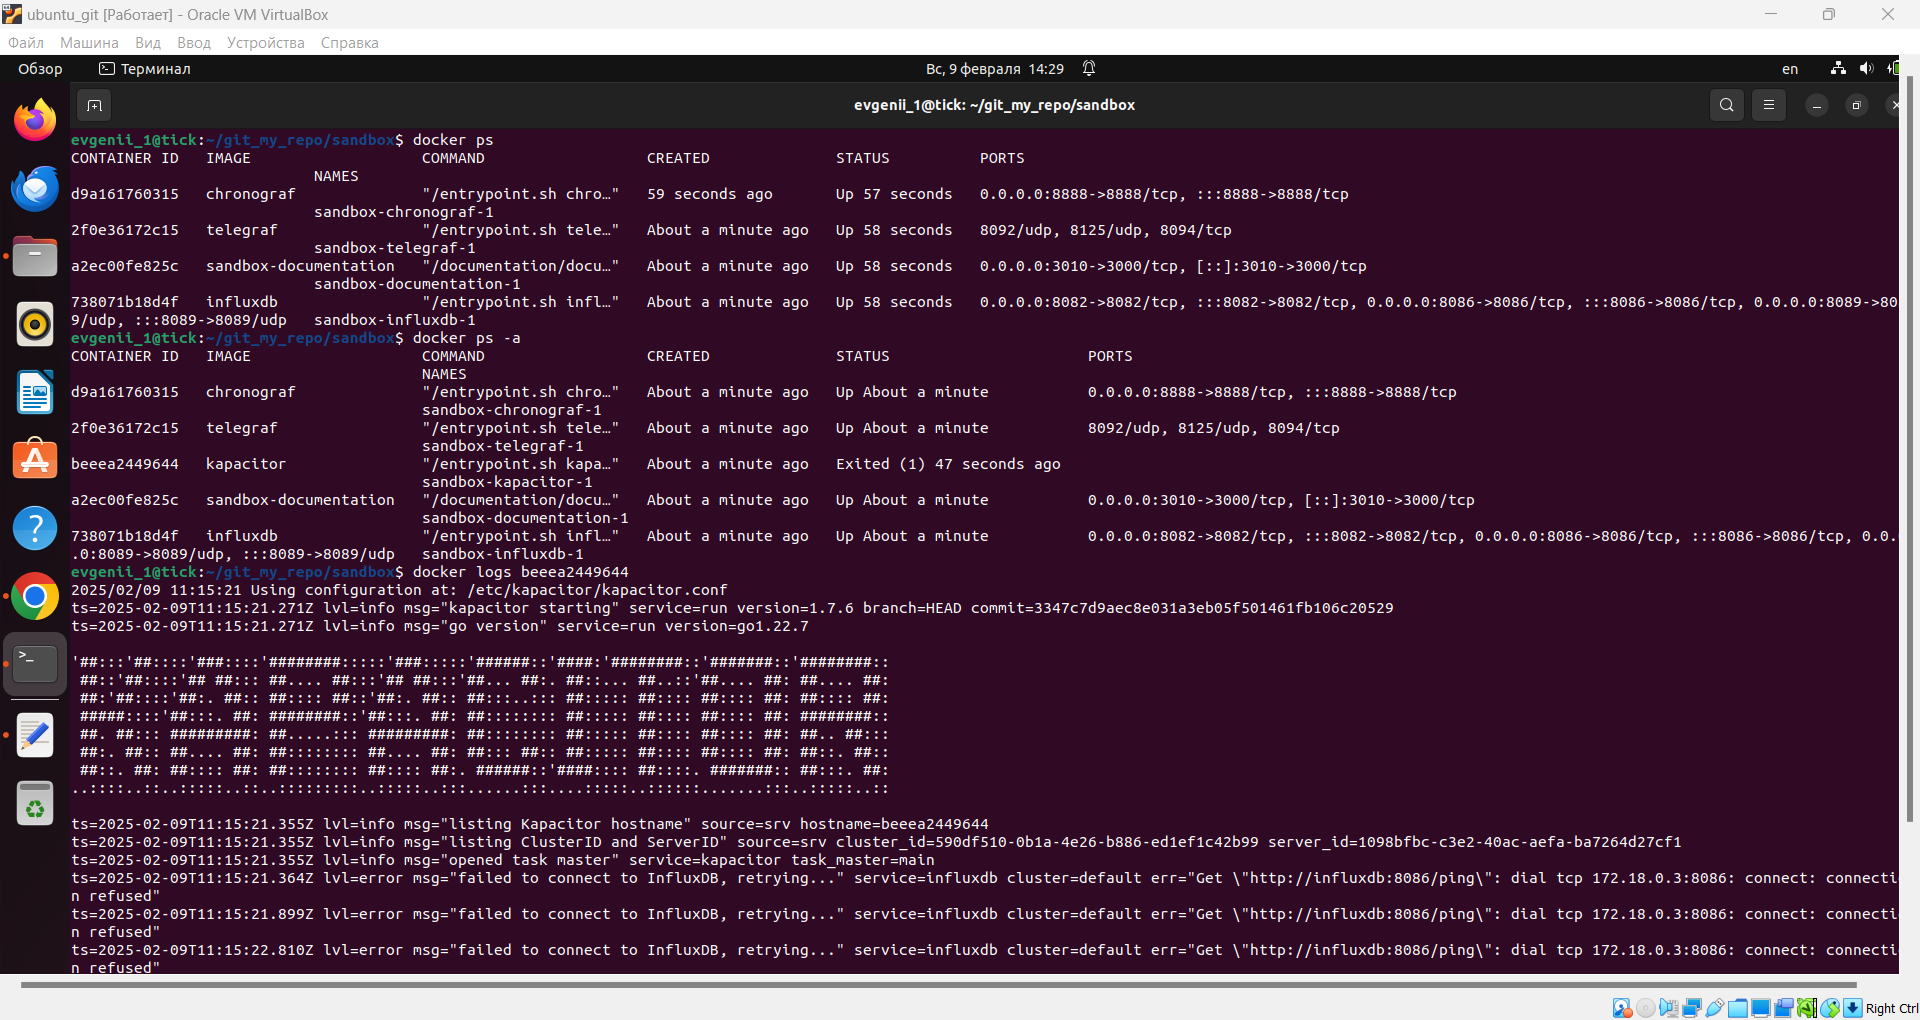 ubuntu_git [Работает] - Oracle VM VirtualBox
Файл Машина Вид Ввод Устройства Справка
Обзор Терминал Вс, 9 февраля 14:29 en
evgenii_1@tick: ~/git_my_repo/sandbox
evgenii_1@tick:~/git_my_repo/sandbox$ docker ps
CONTAINER ID IMAGE COMMAND CREATED STATUS PORTS
NAMES
d9a161760315 chronograf "/entrypoint.sh chro…" 59 seconds ago Up 57 seconds 0.0.0.0:8888->8888/tcp, :::8888->8888/tcp
sandbox-chronograf-1
2f0e36172c15 telegraf "/entrypoint.sh tele…" About a minute ago Up 58 seconds 8092/udp, 8125/udp, 8094/tcp
sandbox-telegraf-1
a2ec00fe825c sandbox-documentation "/documentation/docu…" About a minute ago Up 58 seconds 0.0.0.0:3010->3000/tcp, [::]:3010->3000/tcp
sandbox-documentation-1
738071b18d4f influxdb "/entrypoint.sh infl…" About a minute ago Up 58 seconds 0.0.0.0:8082->8082/tcp, :::8082->8082/tcp, 0.0.0.0:8086->8086/tcp, :::8086->8086/tcp, 0.0.0.0:8089->80
9/udp, :::8089->8089/udp sandbox-influxdb-1
evgenii_1@tick:~/git_my_repo/sandbox$ docker ps -a
CONTAINER ID IMAGE COMMAND CREATED STATUS PORTS
NAMES
d9a161760315 chronograf "/entrypoint.sh chro…" About a minute ago Up About a minute 0.0.0.0:8888->8888/tcp, :::8888->8888/tcp
sandbox-chronograf-1
2f0e36172c15 telegraf "/entrypoint.sh tele…" About a minute ago Up About a minute 8092/udp, 8125/udp, 8094/tcp
sandbox-telegraf-1
beeea2449644 kapacitor "/entrypoint.sh kapa…" About a minute ago Exited (1) 47 seconds ago
sandbox-kapacitor-1
a2ec00fe825c sandbox-documentation "/documentation/docu…" About a minute ago Up About a minute 0.0.0.0:3010->3000/tcp, [::]:3010->3000/tcp
sandbox-documentation-1
738071b18d4f influxdb "/entrypoint.sh infl…" About a minute ago Up About a minute 0.0.0.0:8082->8082/tcp, :::8082->8082/tcp, 0.0.0.0:8086->8086/tcp, :::8086->8086/tcp, 0.0.
.0:8089->8089/udp, :::8089->8089/udp sandbox-influxdb-1
evgenii_1@tick:~/git_my_repo/sandbox$ docker logs beeea2449644
2025/02/09 11:15:21 Using configuration at: /etc/kapacitor/kapacitor.conf
ts=2025-02-09T11:15:21.271Z lvl=info msg="kapacitor starting" service=run version=1.7.6 branch=HEAD commit=3347c7d9aec8e031a3eb05f501461fb106c20529
ts=2025-02-09T11:15:21.271Z lvl=info msg="go version" service=run version=go1.22.7
'##:::'##::::'###::::'########:::::'###:::::'######::'####:'########::'#######::'########::
##::'##::::'## ##::: ##.... ##:::'## ##:::'##... ##:. ##::... ##..::'##.... ##: ##.... ##:
##:'##::::'##:. ##:: ##:::: ##::'##:. ##:: ##:::..::: ##::::: ##:::: ##:::: ##: ##:::: ##:
#####::::'##:::. ##: ########::'##:::. ##: ##:::::::: ##::::: ##:::: ##:::: ##: ########::
##. ##::: #########: ##.....::: #########: ##:::::::: ##::::: ##:::: ##:::: ##: ##.. ##:::
##:. ##:: ##.... ##: ##:::::::: ##.... ##: ##::: ##:: ##::::: ##:::: ##:::: ##: ##::. ##::
##::. ##: ##:::: ##: ##:::::::: ##:::: ##:. ######::'####:::: ##::::. #######:: ##:::. ##:
..::::..::..:::::..::..::::::::::..:::::..:::......:::....:::::..::::::.......:::..:::::..::
ts=2025-02-09T11:15:21.355Z lvl=info msg="listing Kapacitor hostname" source=srv hostname=beeea2449644
ts=2025-02-09T11:15:21.355Z lvl=info msg="listing ClusterID and ServerID" source=srv cluster_id=590df510-0b1a-4e26-b886-ed1ef1c42b99 server_id=1098bfbc-c3e2-40ac-aefa-ba7264d27cf1
ts=2025-02-09T11:15:21.355Z lvl=info msg="opened task master" service=kapacitor task_master=main
ts=2025-02-09T11:15:21.364Z lvl=error msg="failed to connect to InfluxDB, retrying..." service=influxdb cluster=default err="Get \"http://influxdb:8086/ping\": dial tcp 172.18.0.3:8086: connect: connectio
n refused"
ts=2025-02-09T11:15:21.899Z lvl=error msg="failed to connect to InfluxDB, retrying..." service=influxdb cluster=default err="Get \"http://influxdb:8086/ping\": dial tcp 172.18.0.3:8086: connect: connectio
n refused"
ts=2025-02-09T11:15:22.810Z lvl=error msg="failed to connect to InfluxDB, retrying..." service=influxdb cluster=default err="Get \"http://influxdb:8086/ping\": dial tcp 172.18.0.3:8086: connect: connectio
n refused"
Right Ctrl